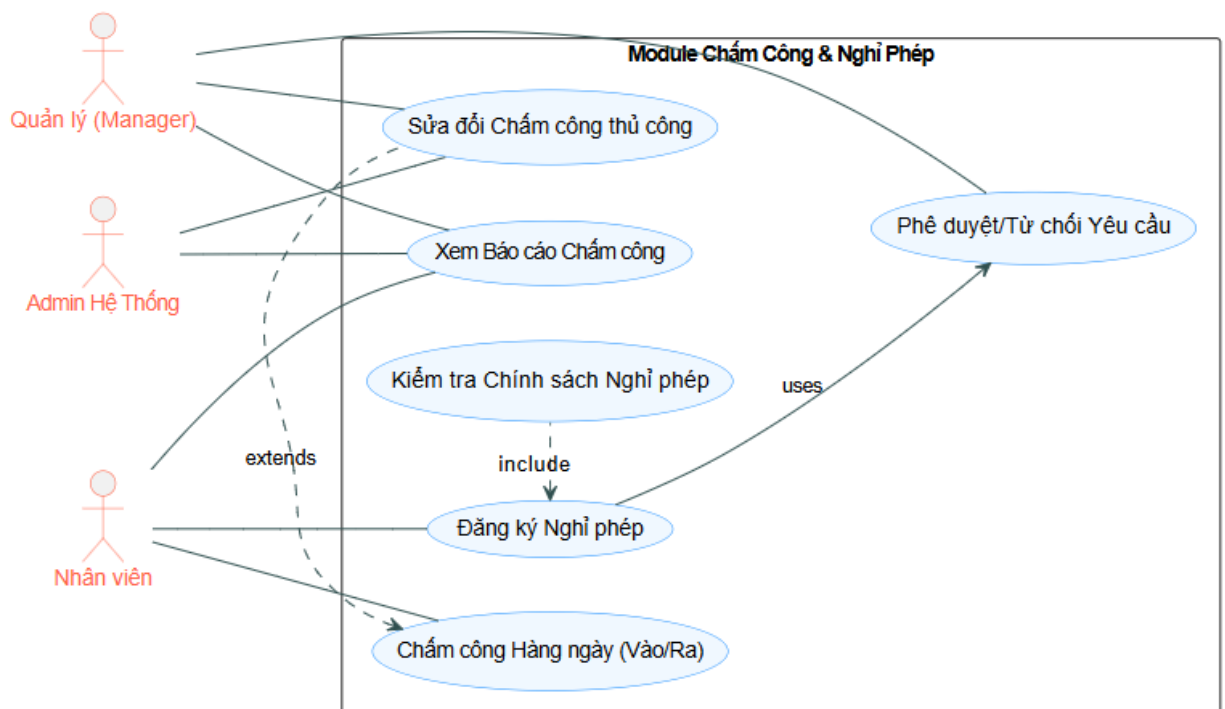 Module Chấm Công & Nghỉ Phép
Quản lý (Manager)
Sửa đổi Chấm công thủ công
Phê duyệt/Từ chối Yêu cầu
Xem Báo cáo Chấm công
Admin Hệ Thống
Kiểm tra Chính sách Nghỉ phép
uses
extends
include
Đăng ký Nghỉ phép
Nhân viên
Chấm công Hàng ngày (Vào/Ra)